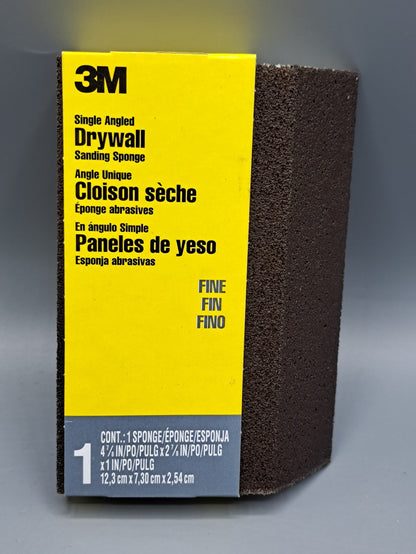 3M
Single Angled
Drywall
Sanding Sponge
Angle Unique
Cloison sèche
Éponge abrasives
En ángulo Simple
Paneles de yeso
Esponja abrasivas
FINE
FIN
FINO
1
CONT.: 1 SPONGE/ÉPONGE/ESPONJA
4 ⅞ IN/PO/PULG x 2 ⅞ IN/PO/PULG
x 1 IN/PO/PULG
12,3 cm x 7,30 cm x 2,54 cm